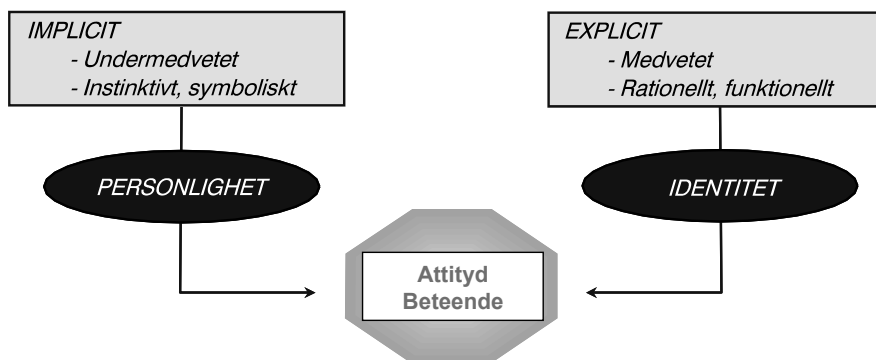 IMPLICIT
- Undermedvetet
- Instinktivt, symboliskt
EXPLICIT
- Medvetet
- Rationellt, funktionellt
PERSONLIGHET
IDENTITET
Attityd
Beteende